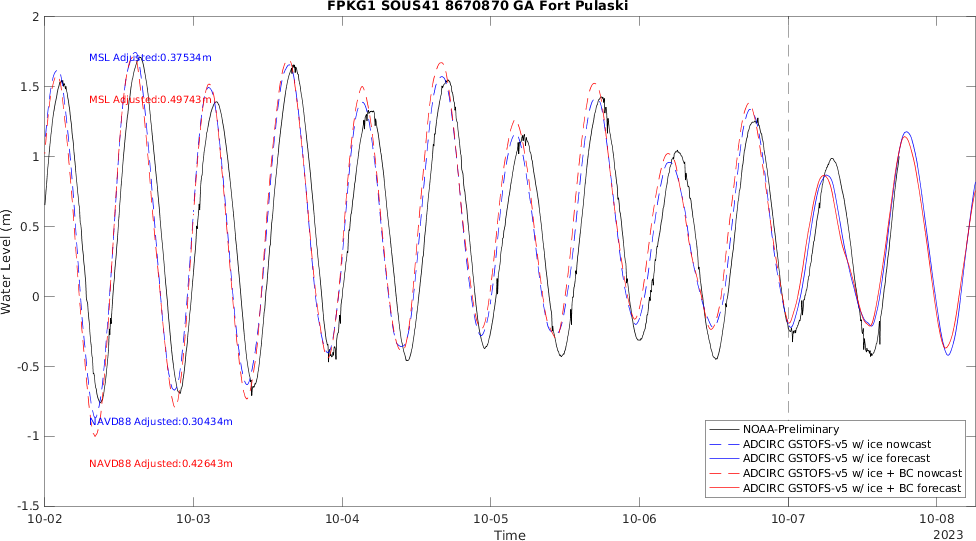 FPKG1 SOUS41 8670870 GA Fort Pulaski
Water Level (m)
2
1.5
1
0.5
0
-0.5
-1
-1.5
MSL Adjusted:0.37534m
MSL Adjusted:0.49743m
NAVD88 Adjusted:0.30434m
NAVD88 Adjusted:0.42643m
NOAA-Preliminary
ADCIRC GSTOFS-v5 w/ ice nowcast
ADCIRC GSTOFS-v5 w/ ice forecast
ADCIRC GSTOFS-v5 w/ ice + BC nowcast
ADCIRC GSTOFS-v5 w/ ice + BC forecast
10-02 10-03 10-04 10-05 10-06 10-07 10-08
Time
2023